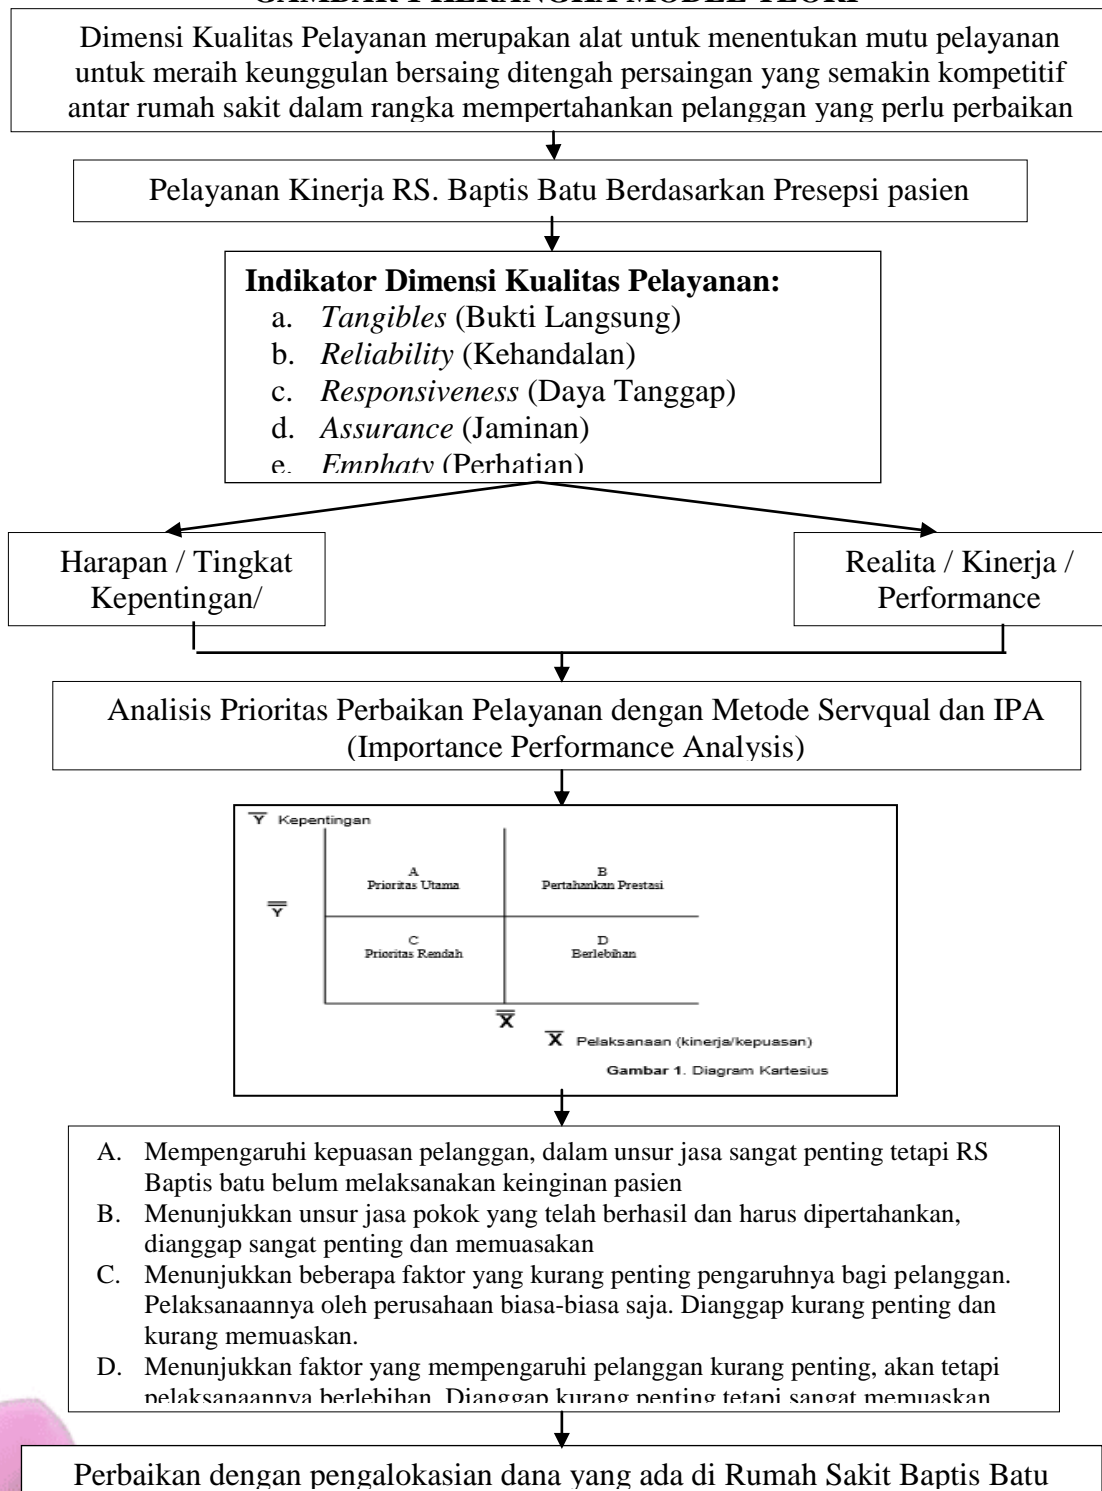 GAMBAR 1 KERANGKA MODEL TEORI
Dimensi Kualitas Pelayanan merupakan alat untuk menentukan mutu pelayanan
untuk meraih keunggulan bersaing ditengah persaingan yang semakin kompetitif
antar rumah sakit dalam rangka mempertahankan pelanggan yang perlu perbaikan
Pelayanan Kinerja RS. Baptis Batu Berdasarkan Presepsi pasien
Indikator Dimensi Kualitas Pelayanan:
a. Tangibles (Bukti Langsung)
b. Reliability (Kehandalan)
c. Responsiveness (Daya Tanggap)
d. Assurance (Jaminan)
e. Emphaty (Perhatian)
Harapan / Tingkat
Kepentingan/
Realita / Kinerja /
Performance
Analisis Prioritas Perbaikan Pelayanan dengan Metode Servqual dan IPA
(Importance Performance Analysis)
Y Kepentingan
A
Prioritas Utama
B
Pertahankan Prestasi
Y
C
Prioritas Rendah
D
Berlebihan
X
X Pelaksanaan (kinerja/kepuasan)
Gambar 1. Diagram Kartesius
A. Mempengaruhi kepuasan pelanggan, dalam unsur jasa sangat penting tetapi RS
Baptis batu belum melaksanakan keinginan pasien
B. Menunjukkan unsur jasa pokok yang telah berhasil dan harus dipertahankan,
dianggap sangat penting dan memuasakan
C. Menunjukkan beberapa faktor yang kurang penting pengaruhnya bagi pelanggan.
Pelaksanaannya oleh perusahaan biasa-biasa saja. Dianggap kurang penting dan
kurang memuaskan.
D. Menunjukkan faktor yang mempengaruhi pelanggan kurang penting, akan tetapi
pelaksanaannya berlebihan. Dianggap kurang penting tetapi sangat memuaskan
Perbaikan dengan pengalokasian dana yang ada di Rumah Sakit Baptis Batu